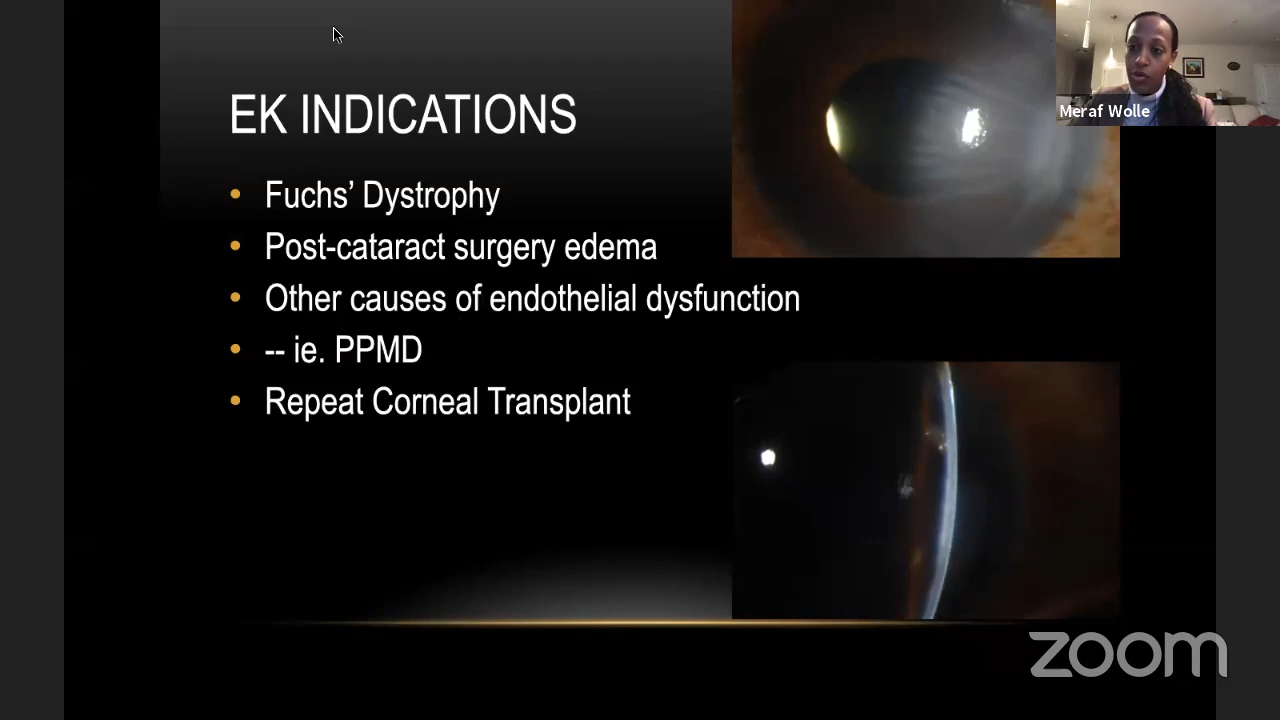 EK INDICATIONS
Fuchs’ Dystrophy
Post-cataract surgery edema
Other causes of endothelial dysfunction
-- ie. PPMD
Repeat Corneal Transplant
Meraf Wolle
zoom